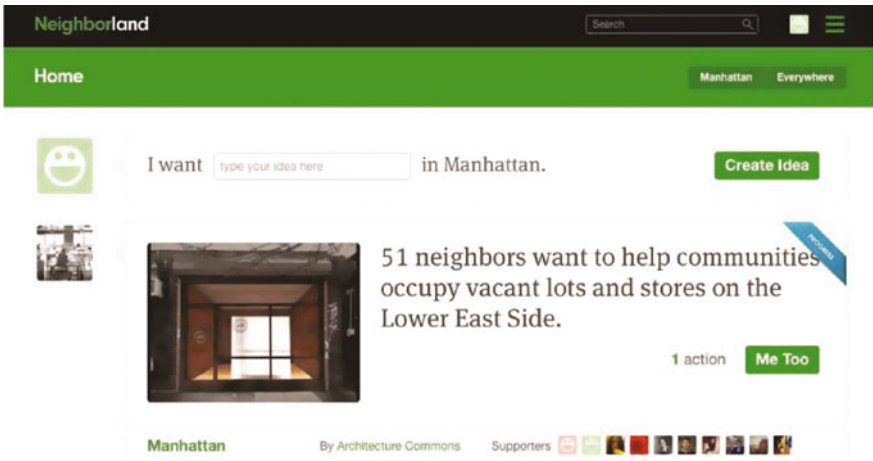 Neighborland
Search
Home
Manhattan Everywhere
I want type your idea here in Manhattan.
Create Idea
PROGRESS
51 neighbors want to help communities
occupy vacant lots and stores on the
Lower East Side.
1 action Me Too
Manhattan By Architecture Commons Supporters